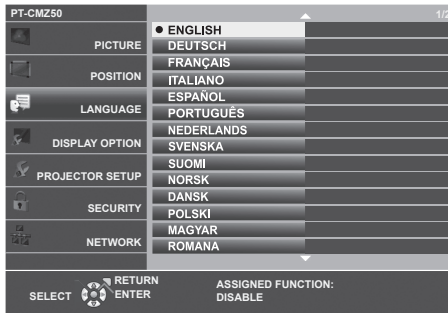 PT-CMZ50
1/2
PICTURE
POSITION
LANGUAGE
DISPLAY OPTION
PROJECTOR SETUP
SECURITY
NETWORK
ENGLISH
DEUTSCH
FRANÇAIS
ITALIANO
ESPAÑOL
PORTUGUÊS
NEDERLANDS
SVENSKA
SUOMI
NORSK
DANSK
POLSKI
MAGYAR
ROMANA
SELECT
RETURN
ENTER
ASSIGNED FUNCTION:
DISABLE